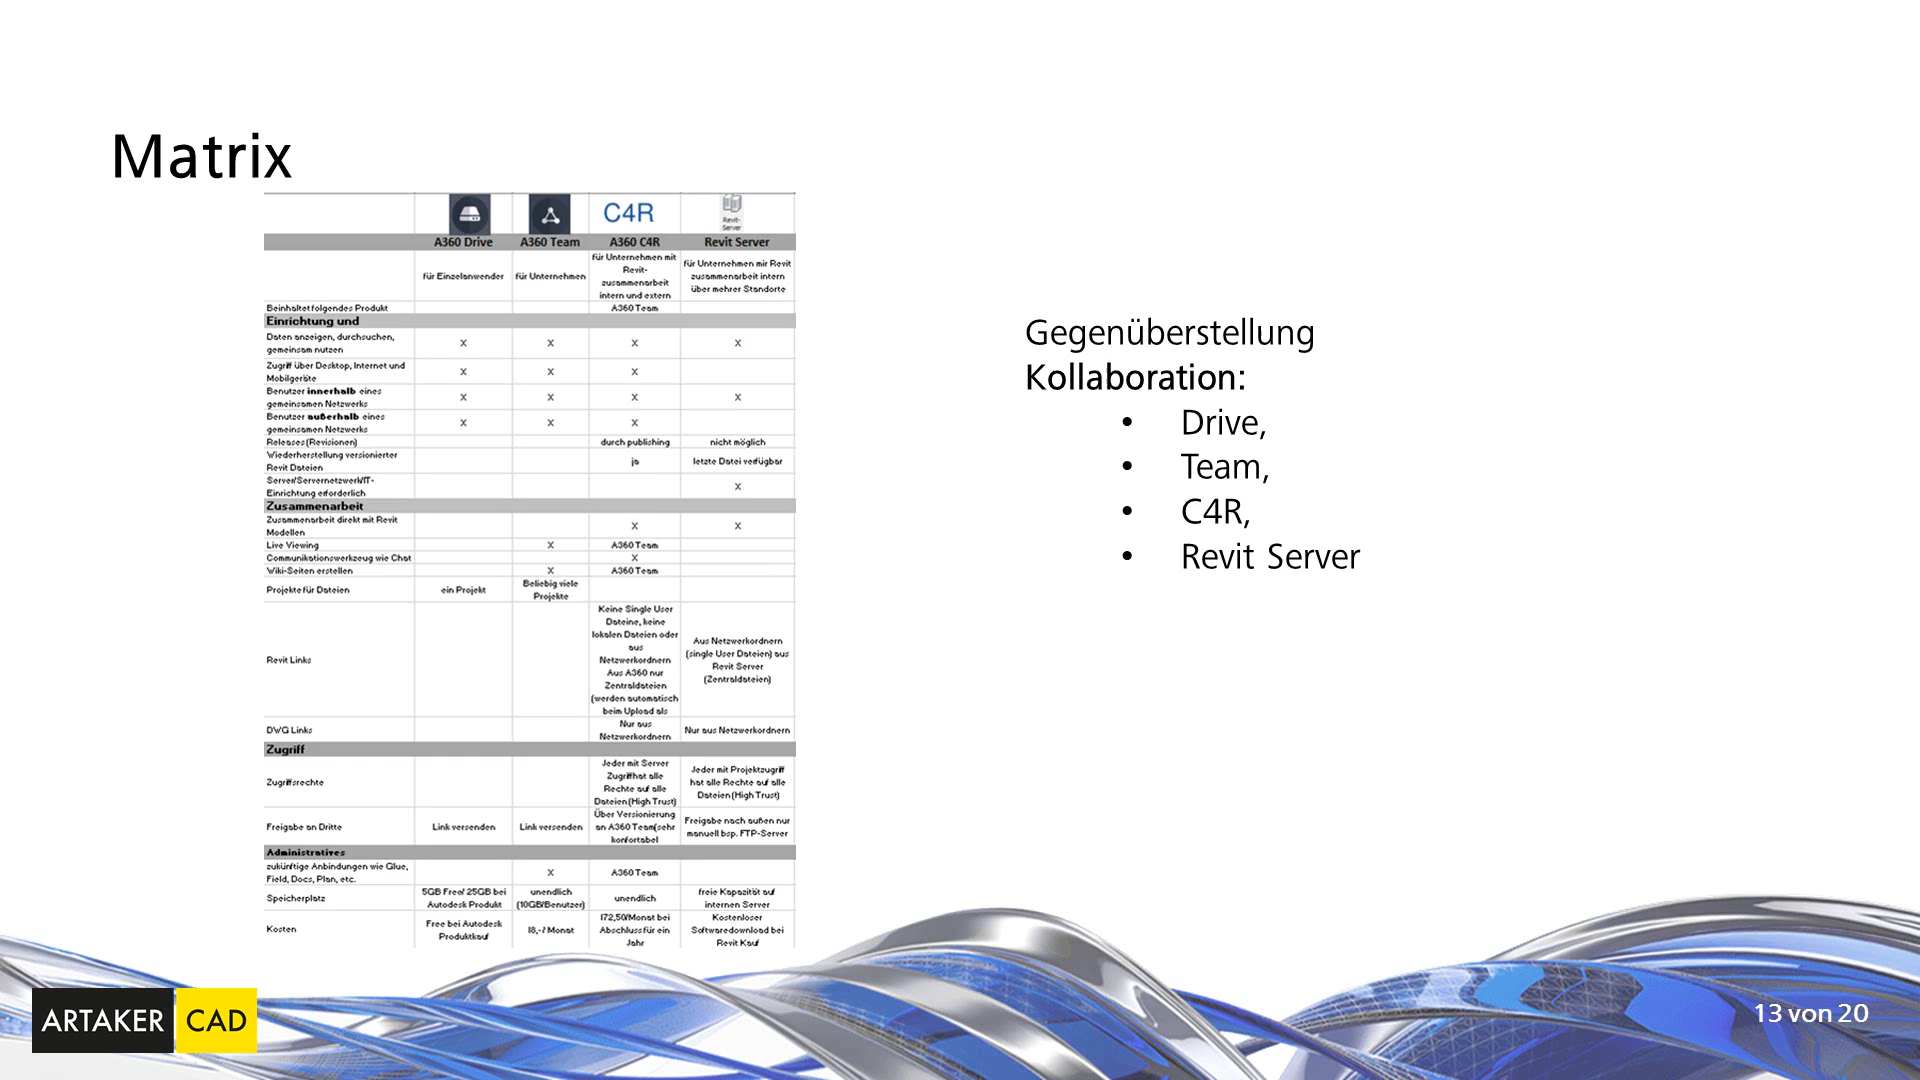 Matrix
C4R
Revit-
Server
A360 Drive A360 Team A360 C4R Revit Server
für Einzelanwender für Unternehmen für Unternehmen mit Revit-zusammenarbeit intern und extern für Unternehmen mir Revit zusammenarbeit intern über mehrer Standorte
Beinhaltet folgendes Produkt A360 Team
Einrichtung und
Daten anzeigen, durchsuchen, gemeinsam nutzen X X X X
Zugriff über Desktop, Internet und Mobilgeräte X X X
Benutzer innerhalb eines gemeinsamen Netzwerks X X X X
Benutzer außerhalb eines gemeinsamen Netzwerks X X X
Releases (Revisionen) durch publishing nicht möglich
Wiederherstellung versionierter Revit Dateien ja letzte Datei verfügbar
Server/Servernetzwerk/IT-Einrichtung erforderlich X
Zusammenarbeit
Zusammenarbeit direkt mit Revit Modellen X X
Live Viewing X A360 Team
Communikationswerkzeug wie Chat X
Wiki-Seiten erstellen X A360 Team
Projekte für Dateien ein Projekt Beliebig viele Projekte
Revit Links Keine Single User Dateine, keine lokalen Dateien oder aus Netzwerkordnern Aus A360 nur Zentraldateien (werden automatisch beim Upload als Aus Netzwerkordnern (single User Dateien) aus Revit Server (Zentraldateien)
DWG Links Nur aus Netzwerkordnern Nur aus Netzwerkordnern
Zugriff
Zugriffsrechte Jeder mit Server Zugriff hat alle Rechte auf alle Dateien (High Trust) Jeder mit Projektzugriff hat alle Rechte auf alle Dateien (High Trust)
Freigabe an Dritte Link versenden Link versenden Über Versionierung an A360 Team(sehr konfortabel Freigabe nach außen nur manuell bsp. FTP-Server
Administratives
zukünftige Anbindungen wie Glue, Field, Docs, Plan, etc. X A360 Team
Speicherplatz 5GB Free/ 25GB bei Autodesk Produkt unendlich (10GB/Benutzer) unendlich freie Kapazität auf internen Server
Kosten Free bei Autodesk Produktkauf 18,-/ Monat 172,50/Monat bei Abschluss für ein Jahr Kostenloser Softwaredownload bei Revit Kauf
Gegenüberstellung
Kollaboration:
• Drive,
• Team,
• C4R,
• Revit Server
ARTAKER CAD
13 von 20